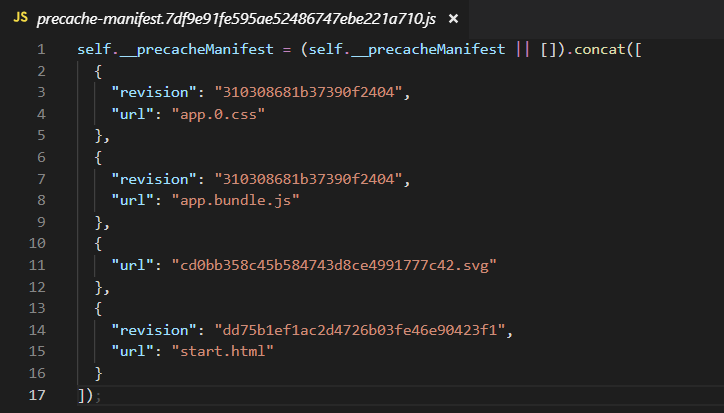 JS precache-manifest.7df9e91fe595ae52486747ebe221a710.js ×
1 self.__precacheManifest = (self.__precacheManifest || []).concat([
2 {
3 "revision": "310308681b37390f2404",
4 "url": "app.0.css"
5 },
6 {
7 "revision": "310308681b37390f2404",
8 "url": "app.bundle.js"
9 },
10 {
11 "url": "cd0bb358c45b584743d8ce4991777c42.svg"
12 },
13 {
14 "revision": "dd75b1ef1ac2d4726b03fe46e90423f1",
15 "url": "start.html"
16 }
17 ]);